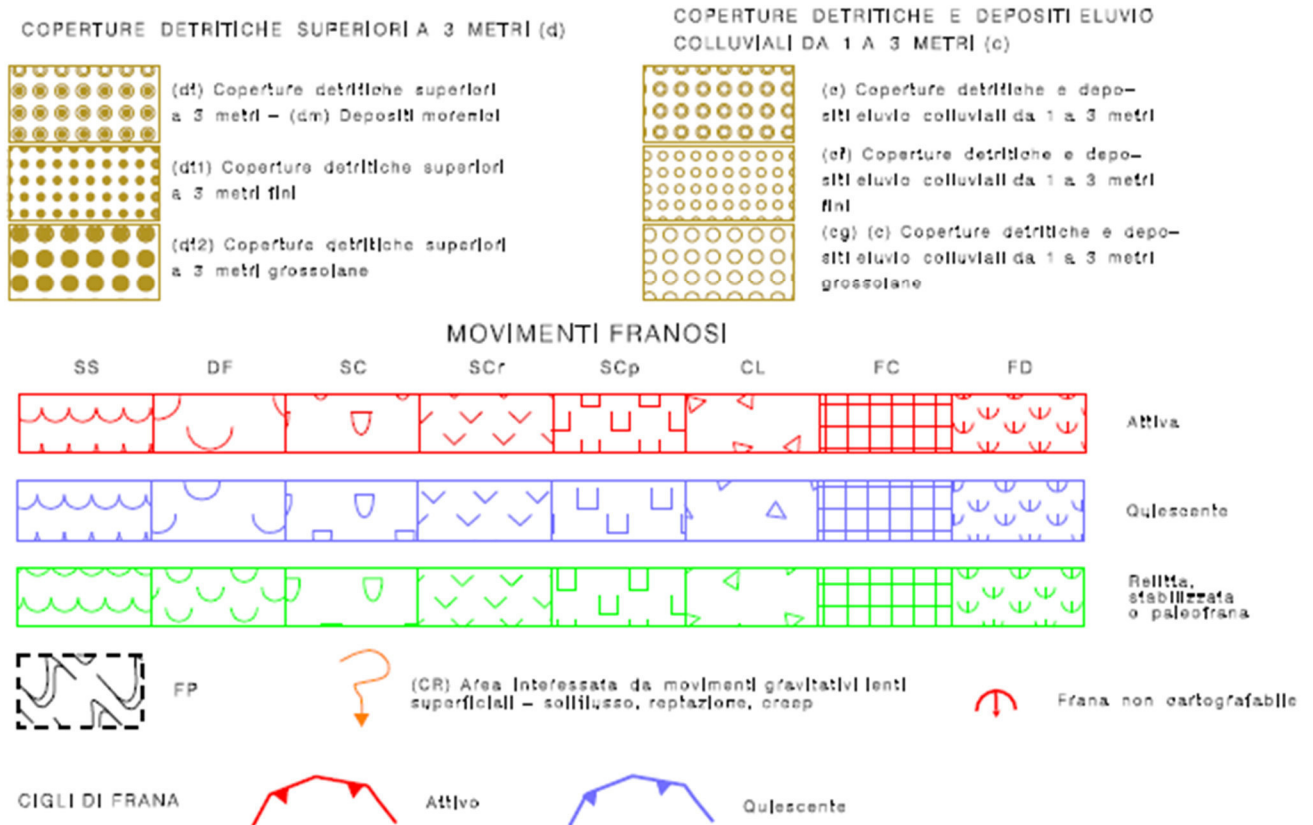 COPERTURE DETRITICHE SUPERIORI A 3 METRI (d)
(dt) Coperture detritiche superiori
a 3 metri – (dm) Depositi morenici
(dt1) Coperture detritiche superiori
a 3 metri fini
(dt2) Coperture detritiche superiori
a 3 metri grossolane
COPERTURE DETRITICHE E DEPOSITI ELUVIO
COLLUVIALI DA 1 A 3 METRI (c)
(c) Coperture detritiche e depo–
siti eluvio colluviali da 1 a 3 metri
(cf) Coperture detritiche e depo–
siti eluvio colluviali da 1 a 3 metri
fini
(cg) (c) Coperture detritiche e depo–
siti eluvio colluviali da 1 a 3 metri
grossolane
MOVIMENTI FRANOSI
SS DF SC SCr SCp CL FC FD
Attiva
Quiescente
Relitta,
stabilizzata
o paleofrana
FP
(CR) Area interessata da movimenti gravitativi lenti
superficiali – soliflusso, reptazione, creep
Frana non cartografabile
CIGLI DI FRANA
Attivo
Quiescente